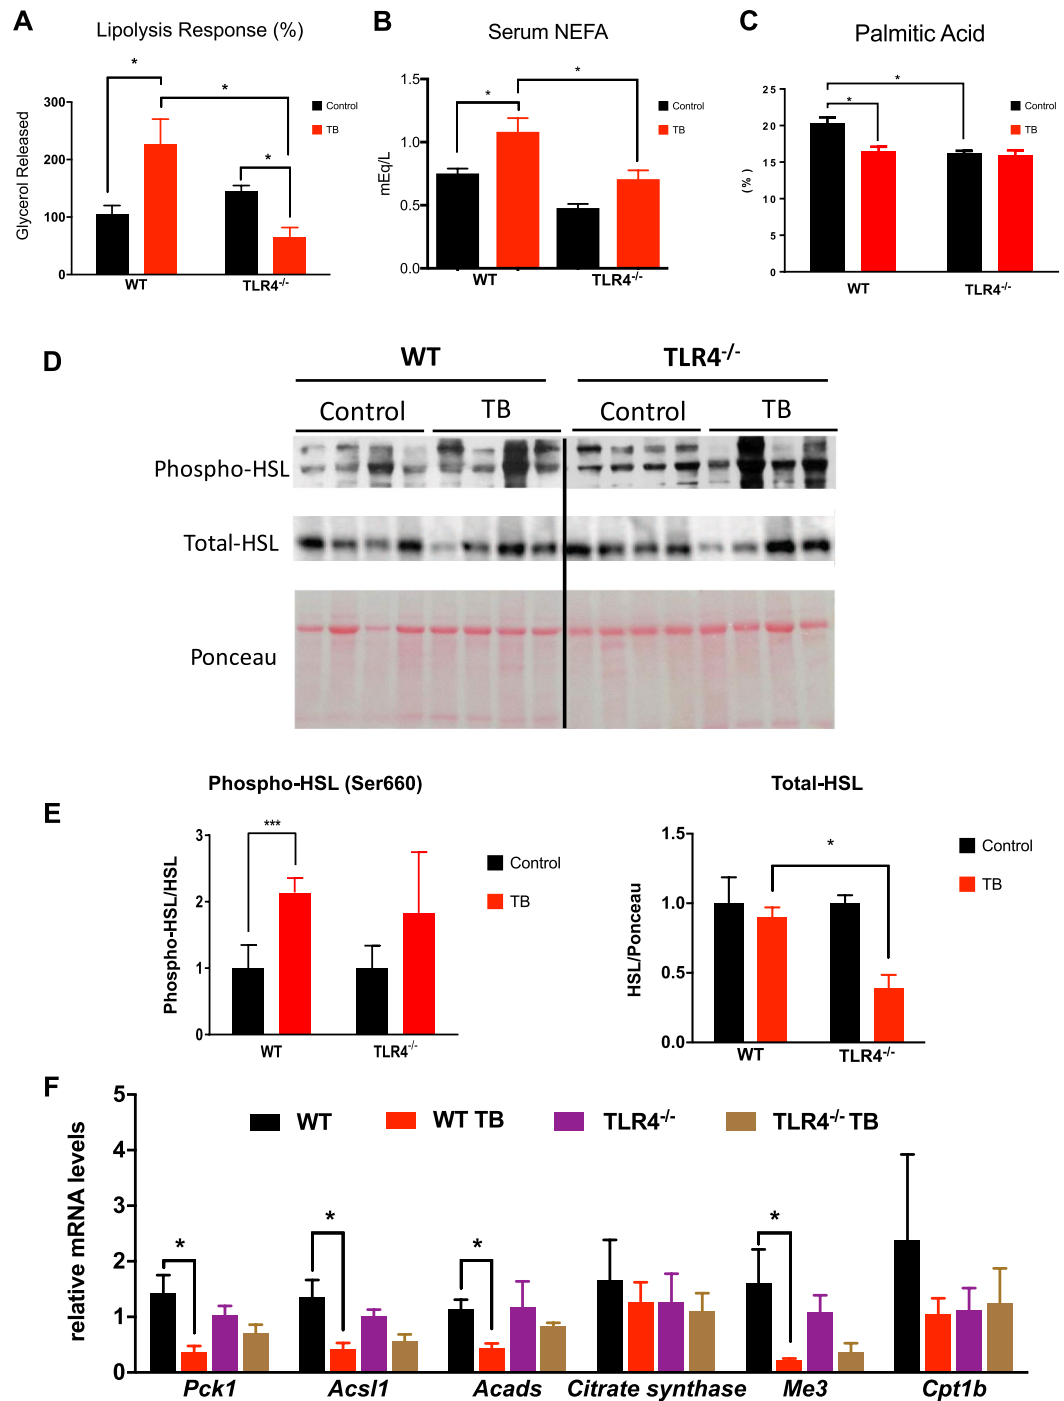 A
Lipolysis Response (%)
Glycerol Released
300
200
100
0
*
*
*
Control
TB
WT
TLR4-/-
B
Serum NEFA
mEq/L
1.5
1.0
0.5
0.0
*
*
Control
TB
WT
TLR4-/-
C
Palmitic Acid
(%)
25
20
15
10
5
0
*
*
Control
TB
WT
TLR4-/-
D
WT
TLR4-/-
Control
TB
Control
TB
Phospho-HSL
Total-HSL
Ponceau
E
Phospho-HSL (Ser660)
Phospho-HSL/HSL
3
2
1
0
***
Control
TB
WT
TLR4-/-
Total-HSL
HSL/Ponceau
1.5
1.0
0.5
0.0
*
Control
TB
WT
TLR4-/-
F
relative mRNA levels
5
4
3
2
1
0
WT
WT TB
TLR4-/-
TLR4-/- TB
*
*
*
*
Pck1
Acsl1
Acads
Citrate synthase
Me3
Cpt1b